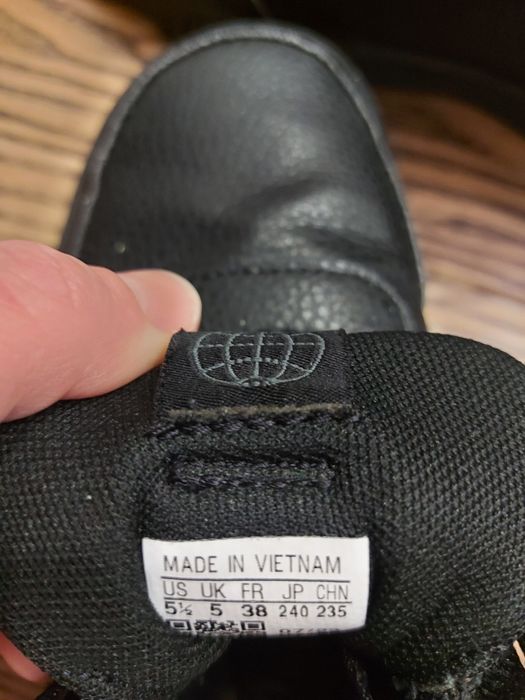 MADE IN VIETNAM
US UK FR JP CHN
5½ 5 38 240 235